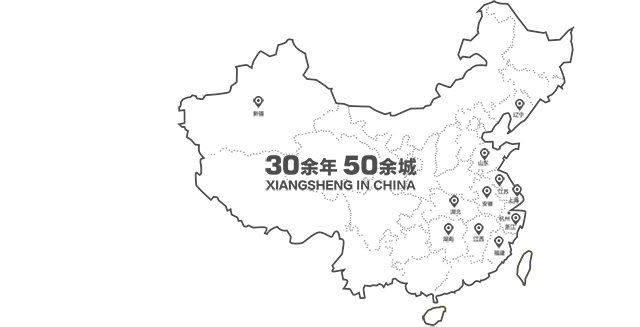 新疆
辽宁
山东
30余年 50余城
XIANGSHENG IN CHINA
江苏
安徽
上海
湖北
杭州
浙江
湖南
江西
福建